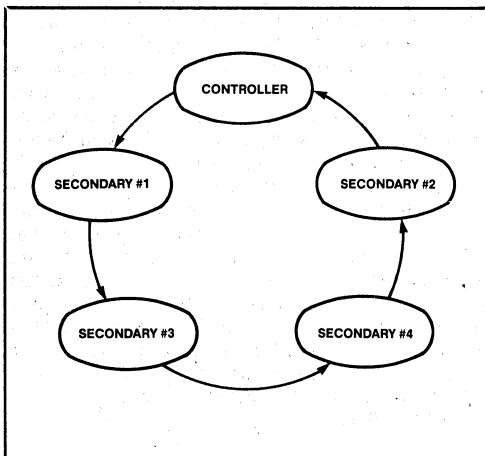 CONTROLLER
SECONDARY #1
SECONDARY #2
SECONDARY #3
SECONDARY #4